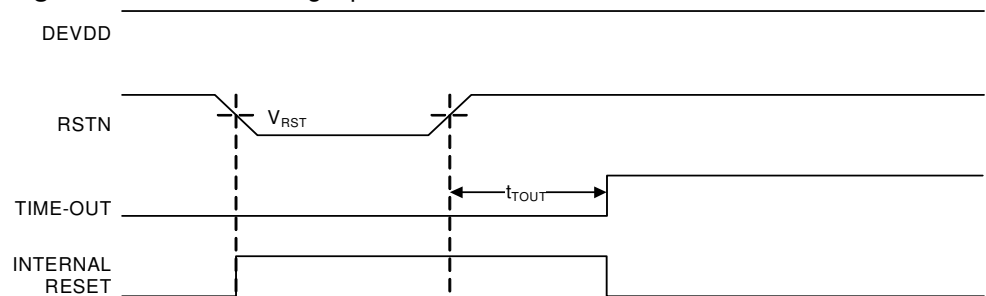 DEVDD
RSTN
VRST
TIME-OUT
tTOUT
INTERNAL
RESET